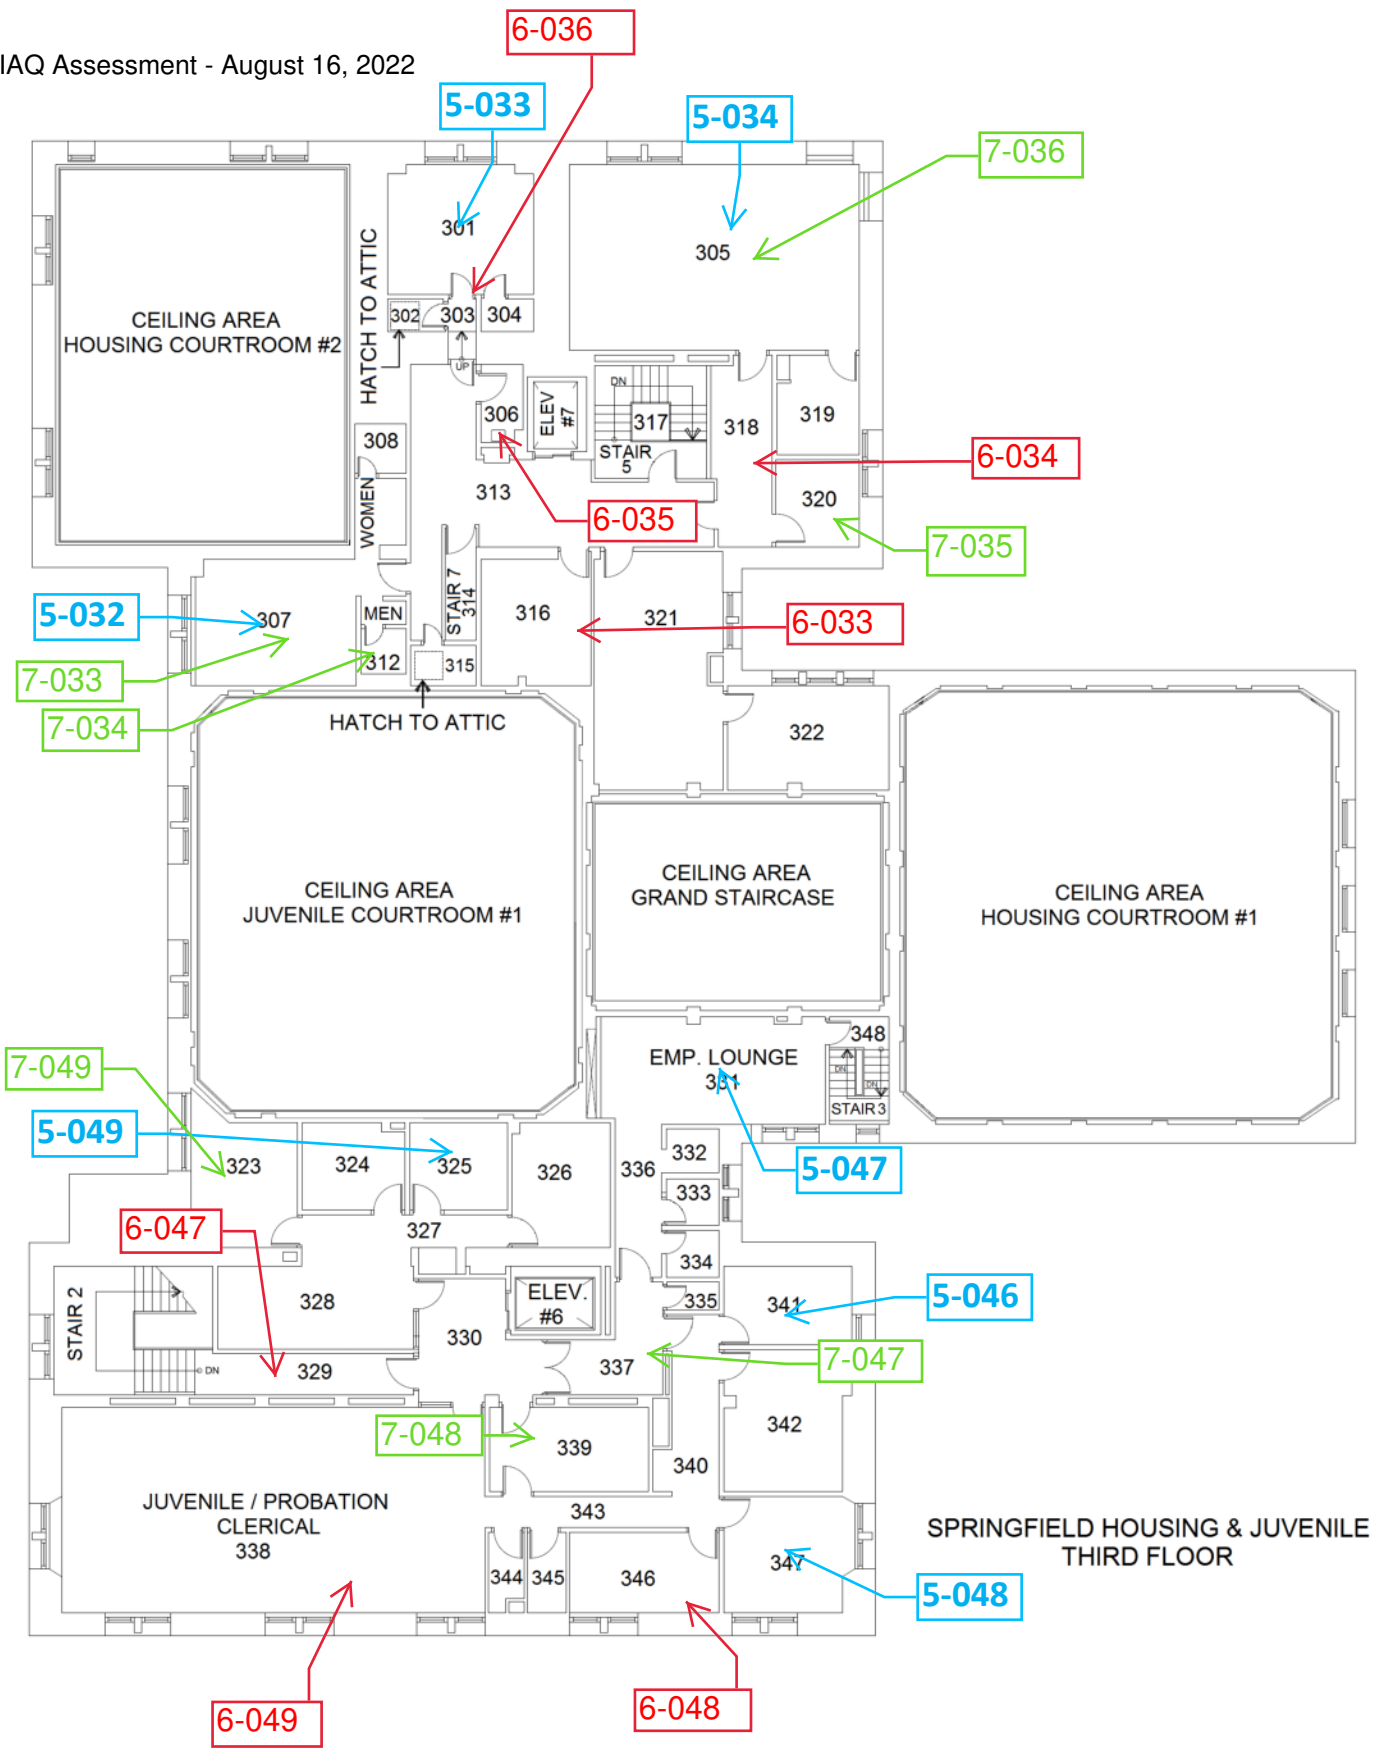 6-036
IAQ Assessment - August 16, 2022
5-033
5-034
7-036
301
305
HATCH TO ATTIC
CEILING AREA
HOUSING COURTROOM #2
302
303
304
UP
DN
306
ELEV
#7
317
318
319
STAIR
5
308
6-034
WOMEN
313
320
6-035
7-035
5-032
307
MEN
STAIR 7
314
316
321
6-033
312
315
7-033
7-034
HATCH TO ATTIC
322
CEILING AREA
JUVENILE COURTROOM #1
CEILING AREA
GRAND STAIRCASE
CEILING AREA
HOUSING COURTROOM #1
348
EMP. LOUNGE
331
DN
DN
STAIR 3
7-049
5-049
323
324
325
326
336
332
5-047
333
6-047
327
334
STAIR 2
328
ELEV.
#6
335
341
5-046
330
DN
329
337
7-047
7-048
339
342
340
JUVENILE / PROBATION
CLERICAL
338
343
SPRINGFIELD HOUSING & JUVENILE
THIRD FLOOR
344
345
346
347
5-048
6-049
6-048